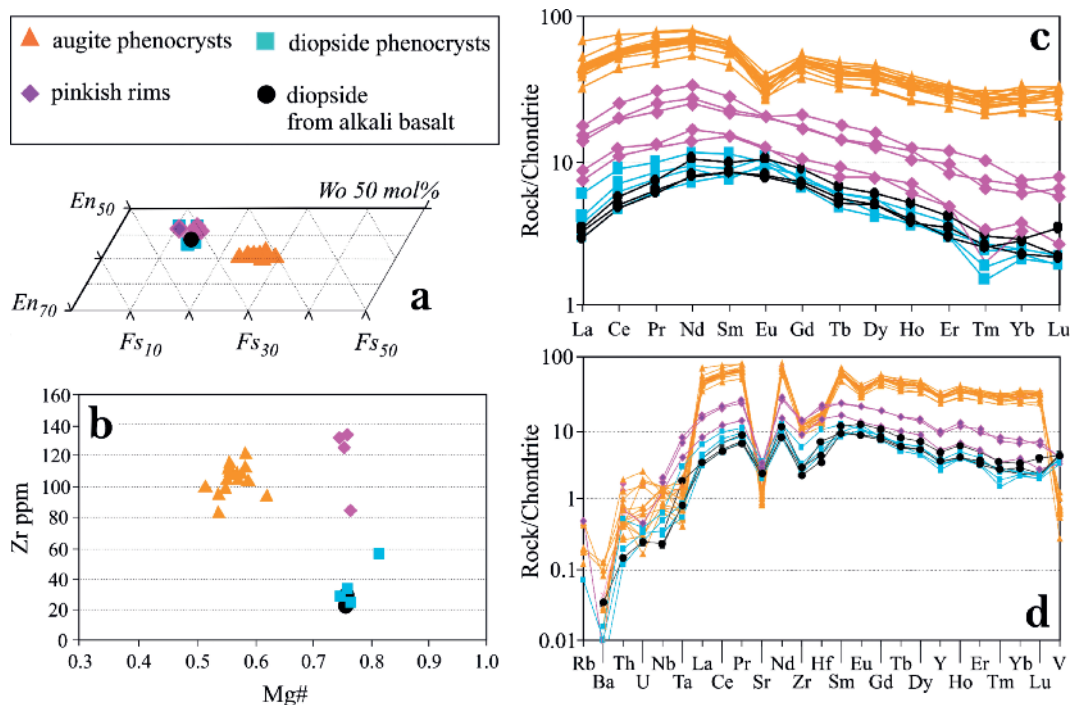 augite phenocrysts
diopside phenocrysts
pinkish rims
diopside
from alkali basalt
En50
Wo 50 mol%
En70
Fs10
Fs30
Fs50
a
b
160
140
120
100
80
60
40
20
0
Zr ppm
0.3
0.4
0.5
0.6
0.7
0.8
0.9
1.0
Mg#
c
100
10
1
Rock/Chondrite
La Ce Pr Nd Sm Eu Gd Tb Dy Ho Er Tm Yb Lu
100
10
1
0.1
0.01
Rock/Chondrite
d
Rb Th Nb La Pr Nd Hf Eu Tb Y Er Yb V
Ba U Ta Ce Sr Zr Sm Gd Dy Ho Tm Lu